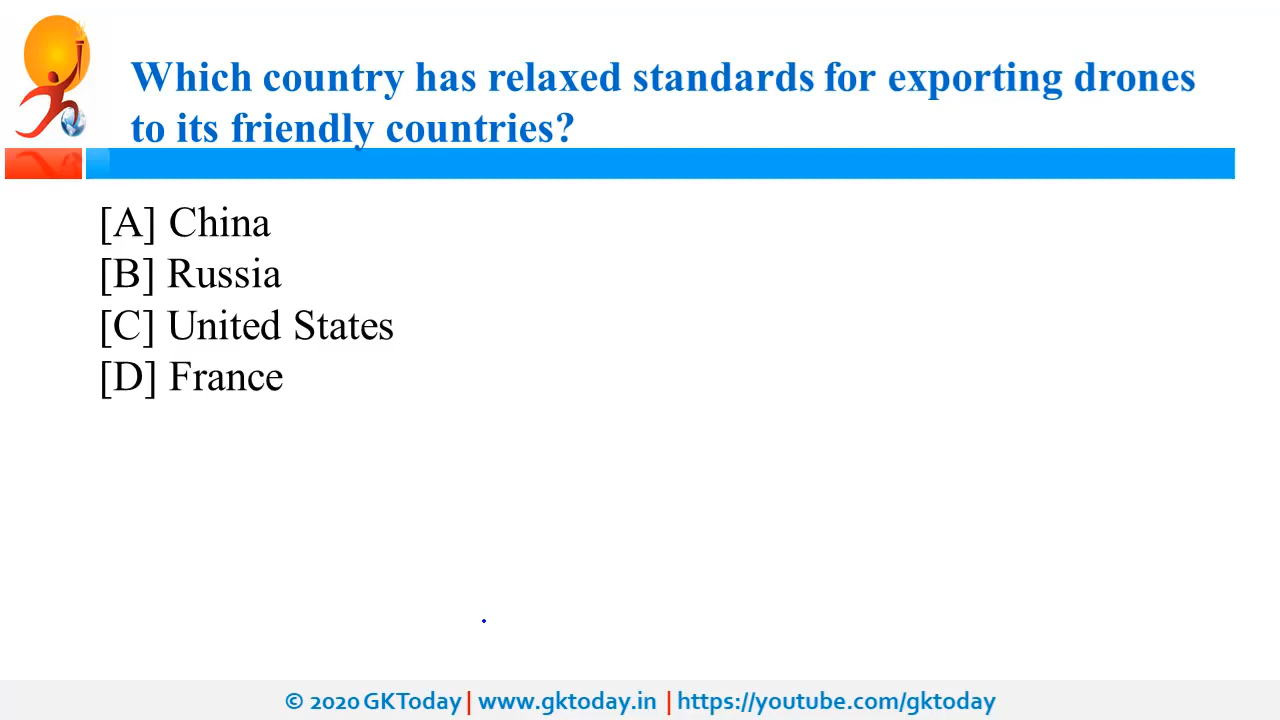 Which country has relaxed standards for exporting drones
to its friendly countries?
[A] China
[B] Russia
[C] United States
[D] France
© 2020 GKToday | www.gktoday.in | https://youtube.com/gktoday